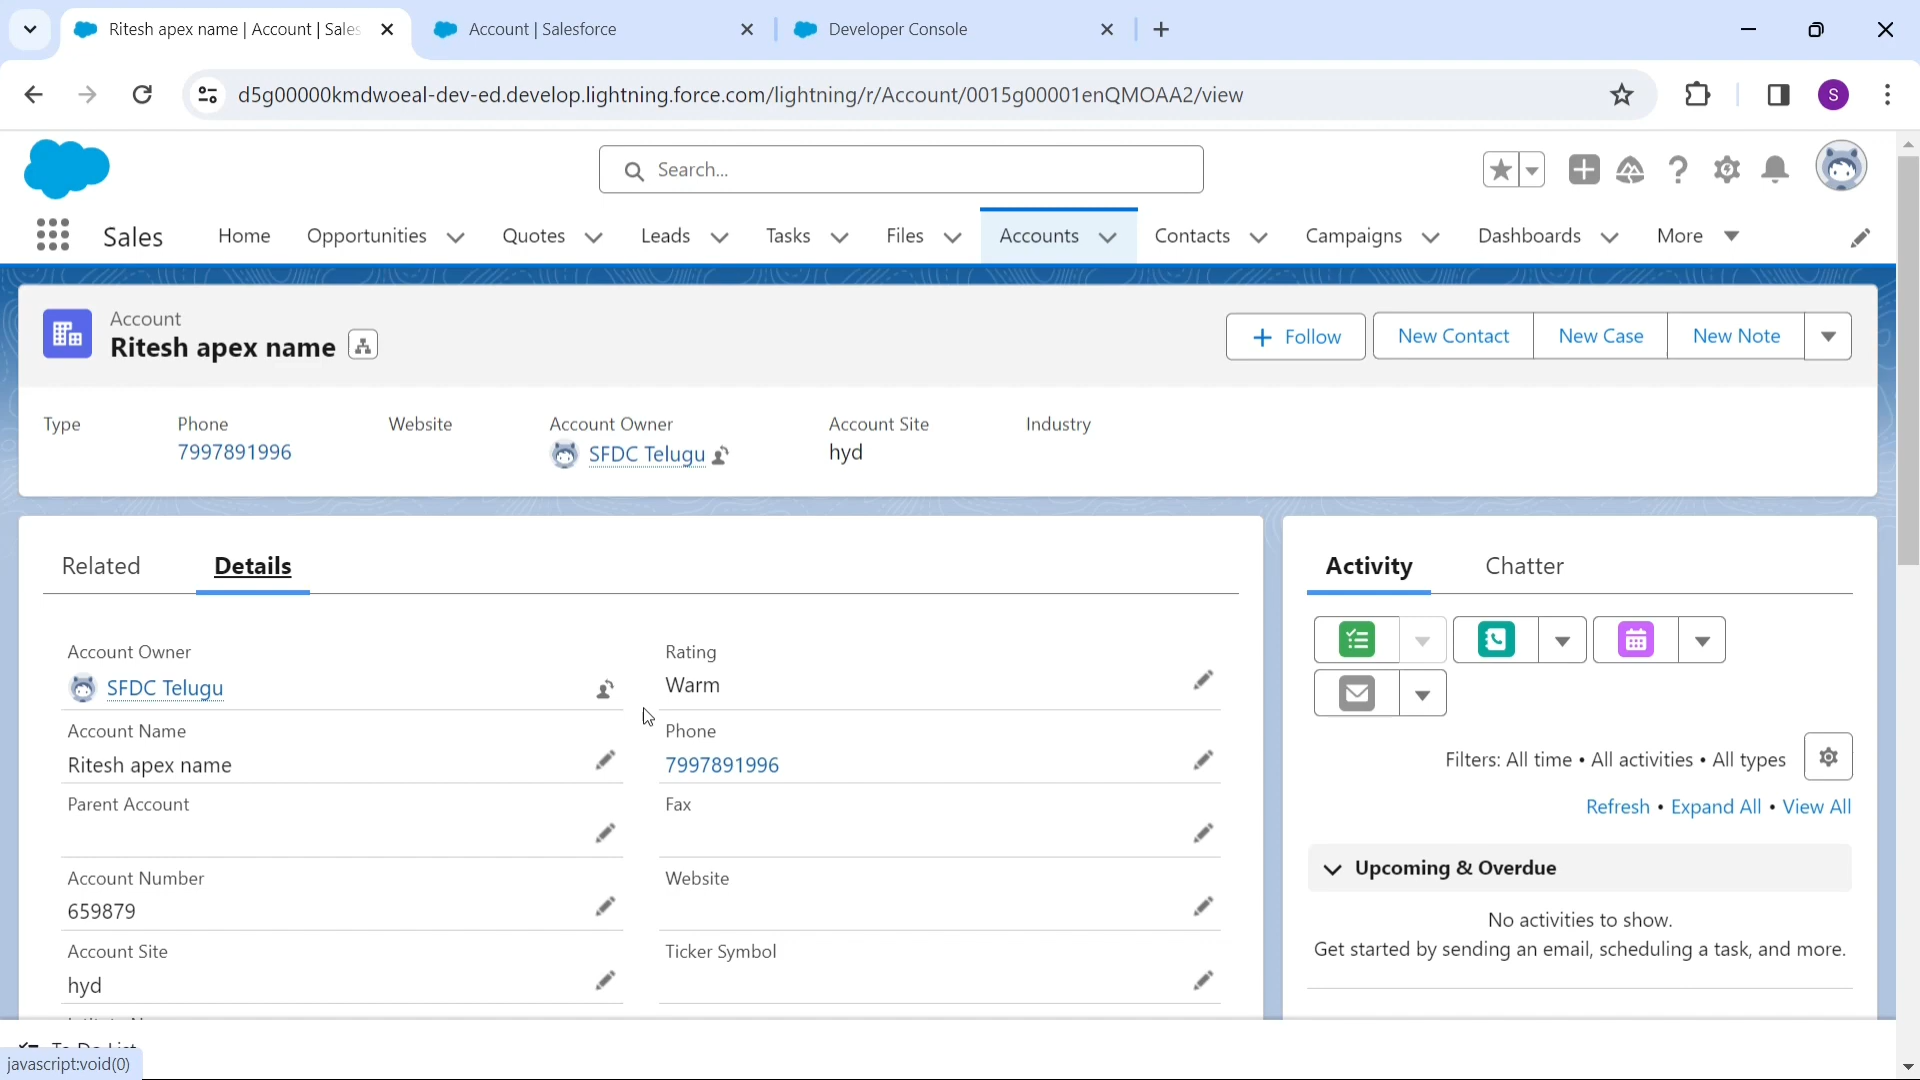 Ritesh apex name | Account | Sales
Account | Salesforce
Developer Console
d5g00000kmdwoeal-dev-ed.develop.lightning.force.com/lightning/r/Account/0015g00001enQMOAA2/view
S
Search...
Sales
Home
Opportunities
Quotes
Leads
Tasks
Files
Accounts
Contacts
Campaigns
Dashboards
More
Account
Ritesh apex name
Follow
New Contact
New Case
New Note
Type
Phone
Website
Account Owner
Account Site
Industry
7997891996
SFDC Telugu
hyd
Related
Details
Activity
Chatter
Account Owner
SFDC Telugu
Rating
Warm
Account Name
Ritesh apex name
Phone
7997891996
Parent Account
Fax
Account Number
659879
Website
Account Site
hyd
Ticker Symbol
Filters: All time • All activities • All types
Refresh • Expand All • View All
Upcoming & Overdue
No activities to show.
Get started by sending an email, scheduling a task, and more.
To Do List
javascript:void(0)